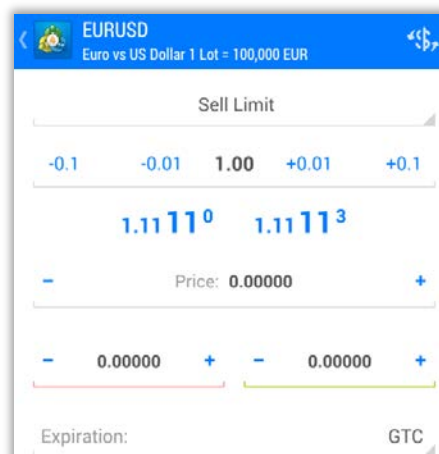 EURUSD
Euro vs US Dollar 1 Lot = 100,000 EUR
Sell Limit
-0.1 -0.01 1.00 +0.01 +0.1
1.11110 1.11113
- Price: 0.00000 +
- 0.00000 + - 0.00000 +
Expiration: GTC